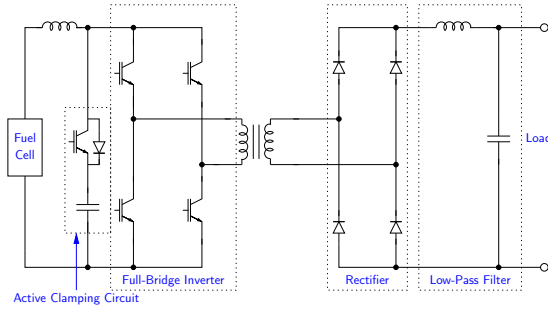 Fuel
Cell
Load
Full-Bridge Inverter
Rectifier
Low-Pass Filter
Active Clamping Circuit